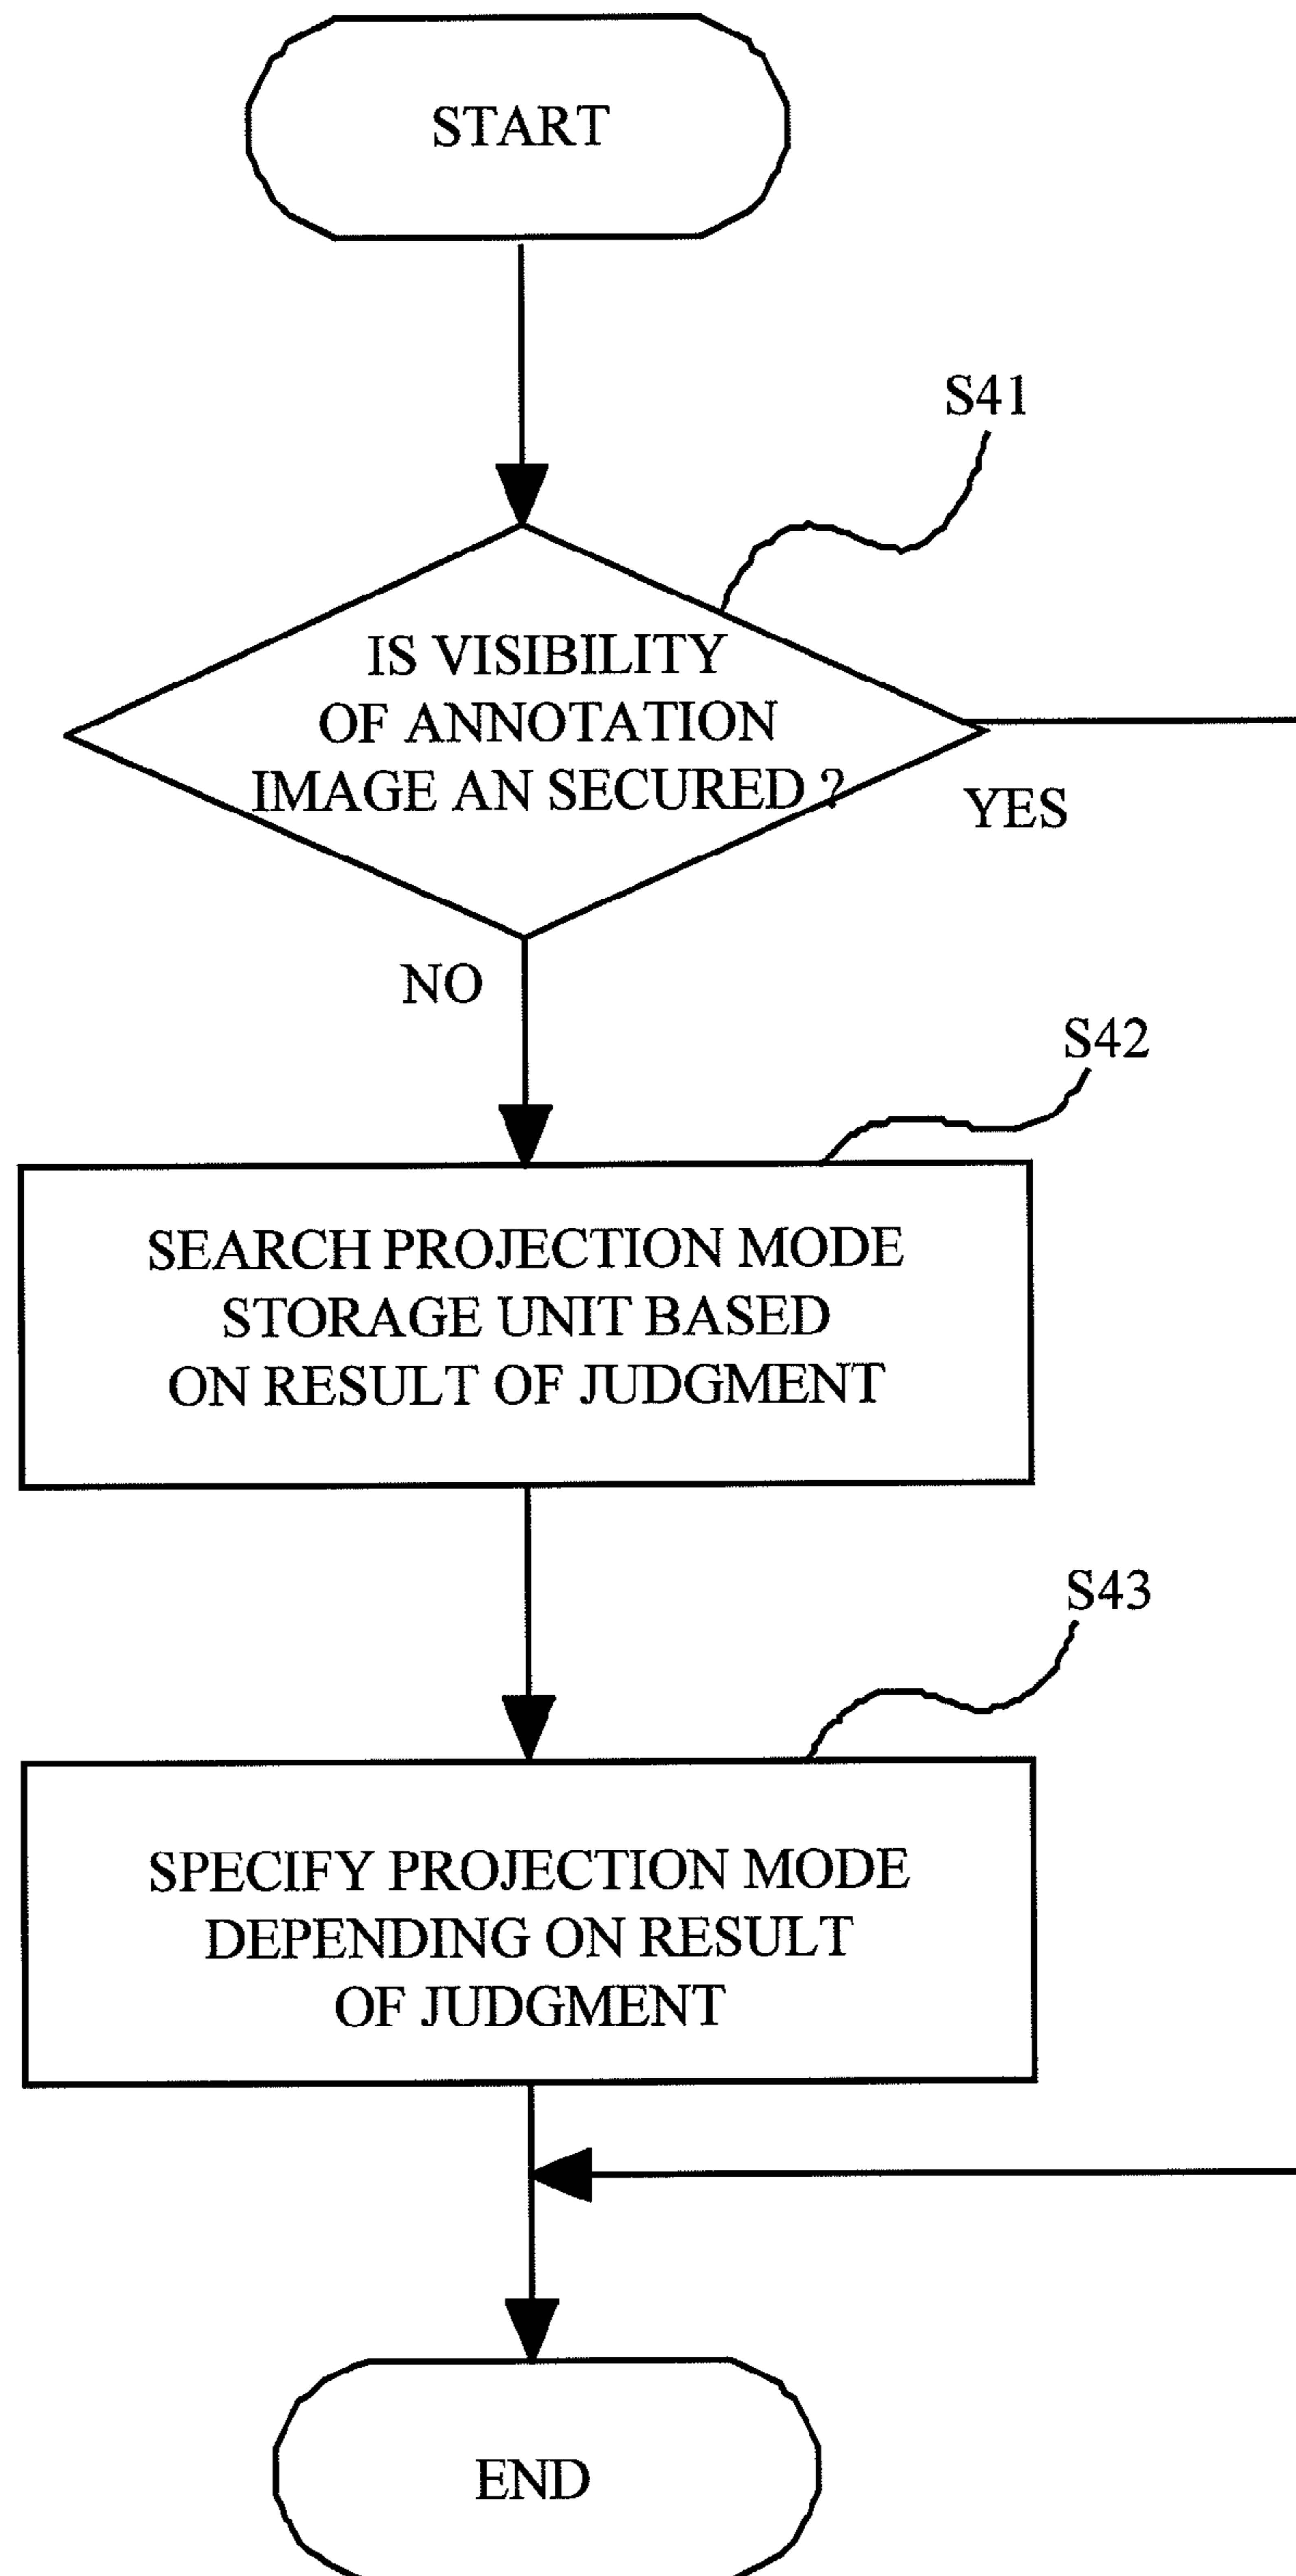 START
S41
IS VISIBILITY
OF ANNOTATION
IMAGE AN SECURED ?
YES
NO
S42
SEARCH PROJECTION MODE
STORAGE UNIT BASED
ON RESULT OF JUDGMENT
S43
SPECIFY PROJECTION MODE
DEPENDING ON RESULT
OF JUDGMENT
END